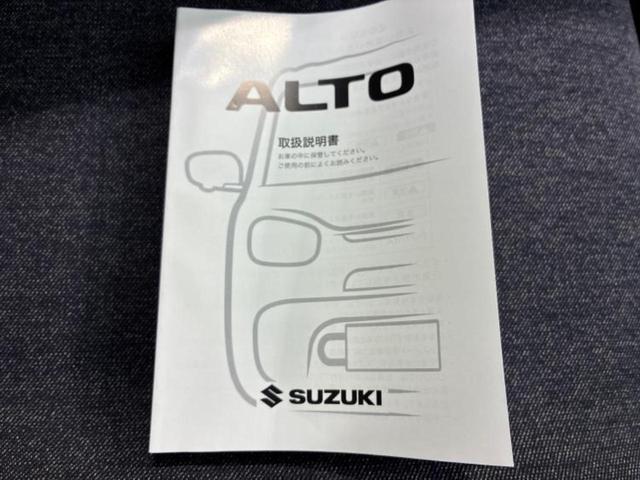 ALTO
取扱説明書
お車の中に保管してください。
ご使用の前によくお読みください。
SUZUKI